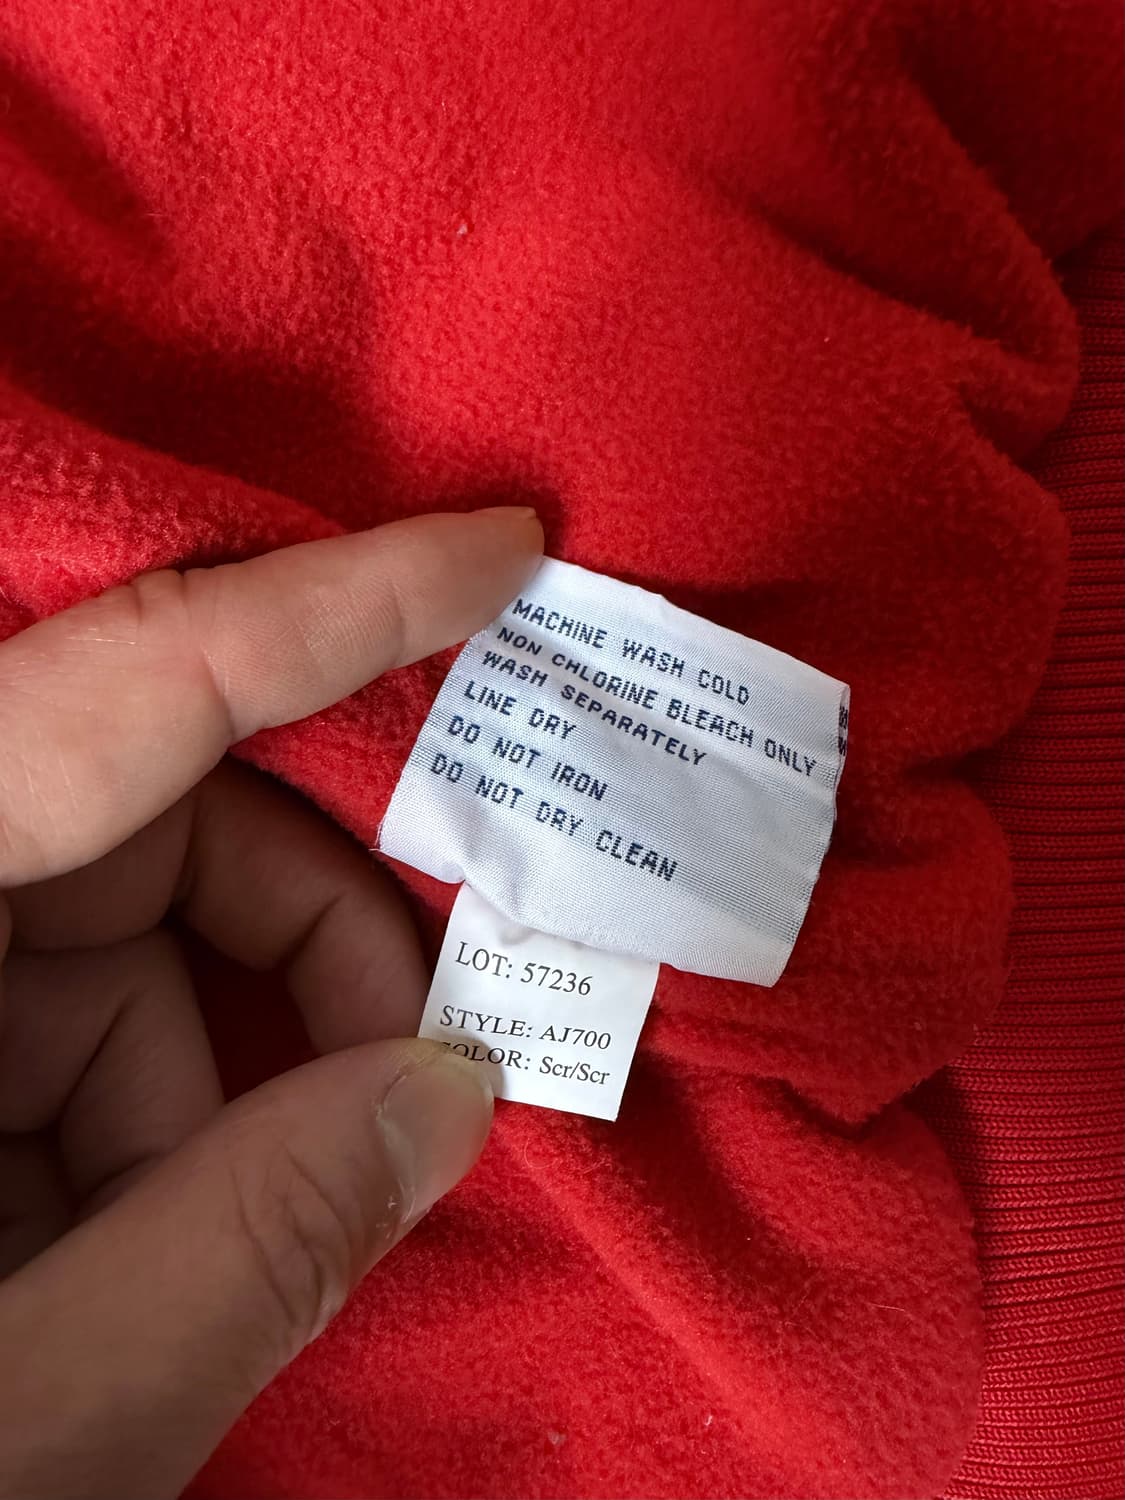 MACHINE WASH COLD
NON CHLORINE BLEACH ONLY
WASH SEPARATELY
LINE DRY
DO NOT IRON
DO NOT DRY CLEAN
LOT: 57236
STYLE: AJ700
COLOR: Scr/Scr